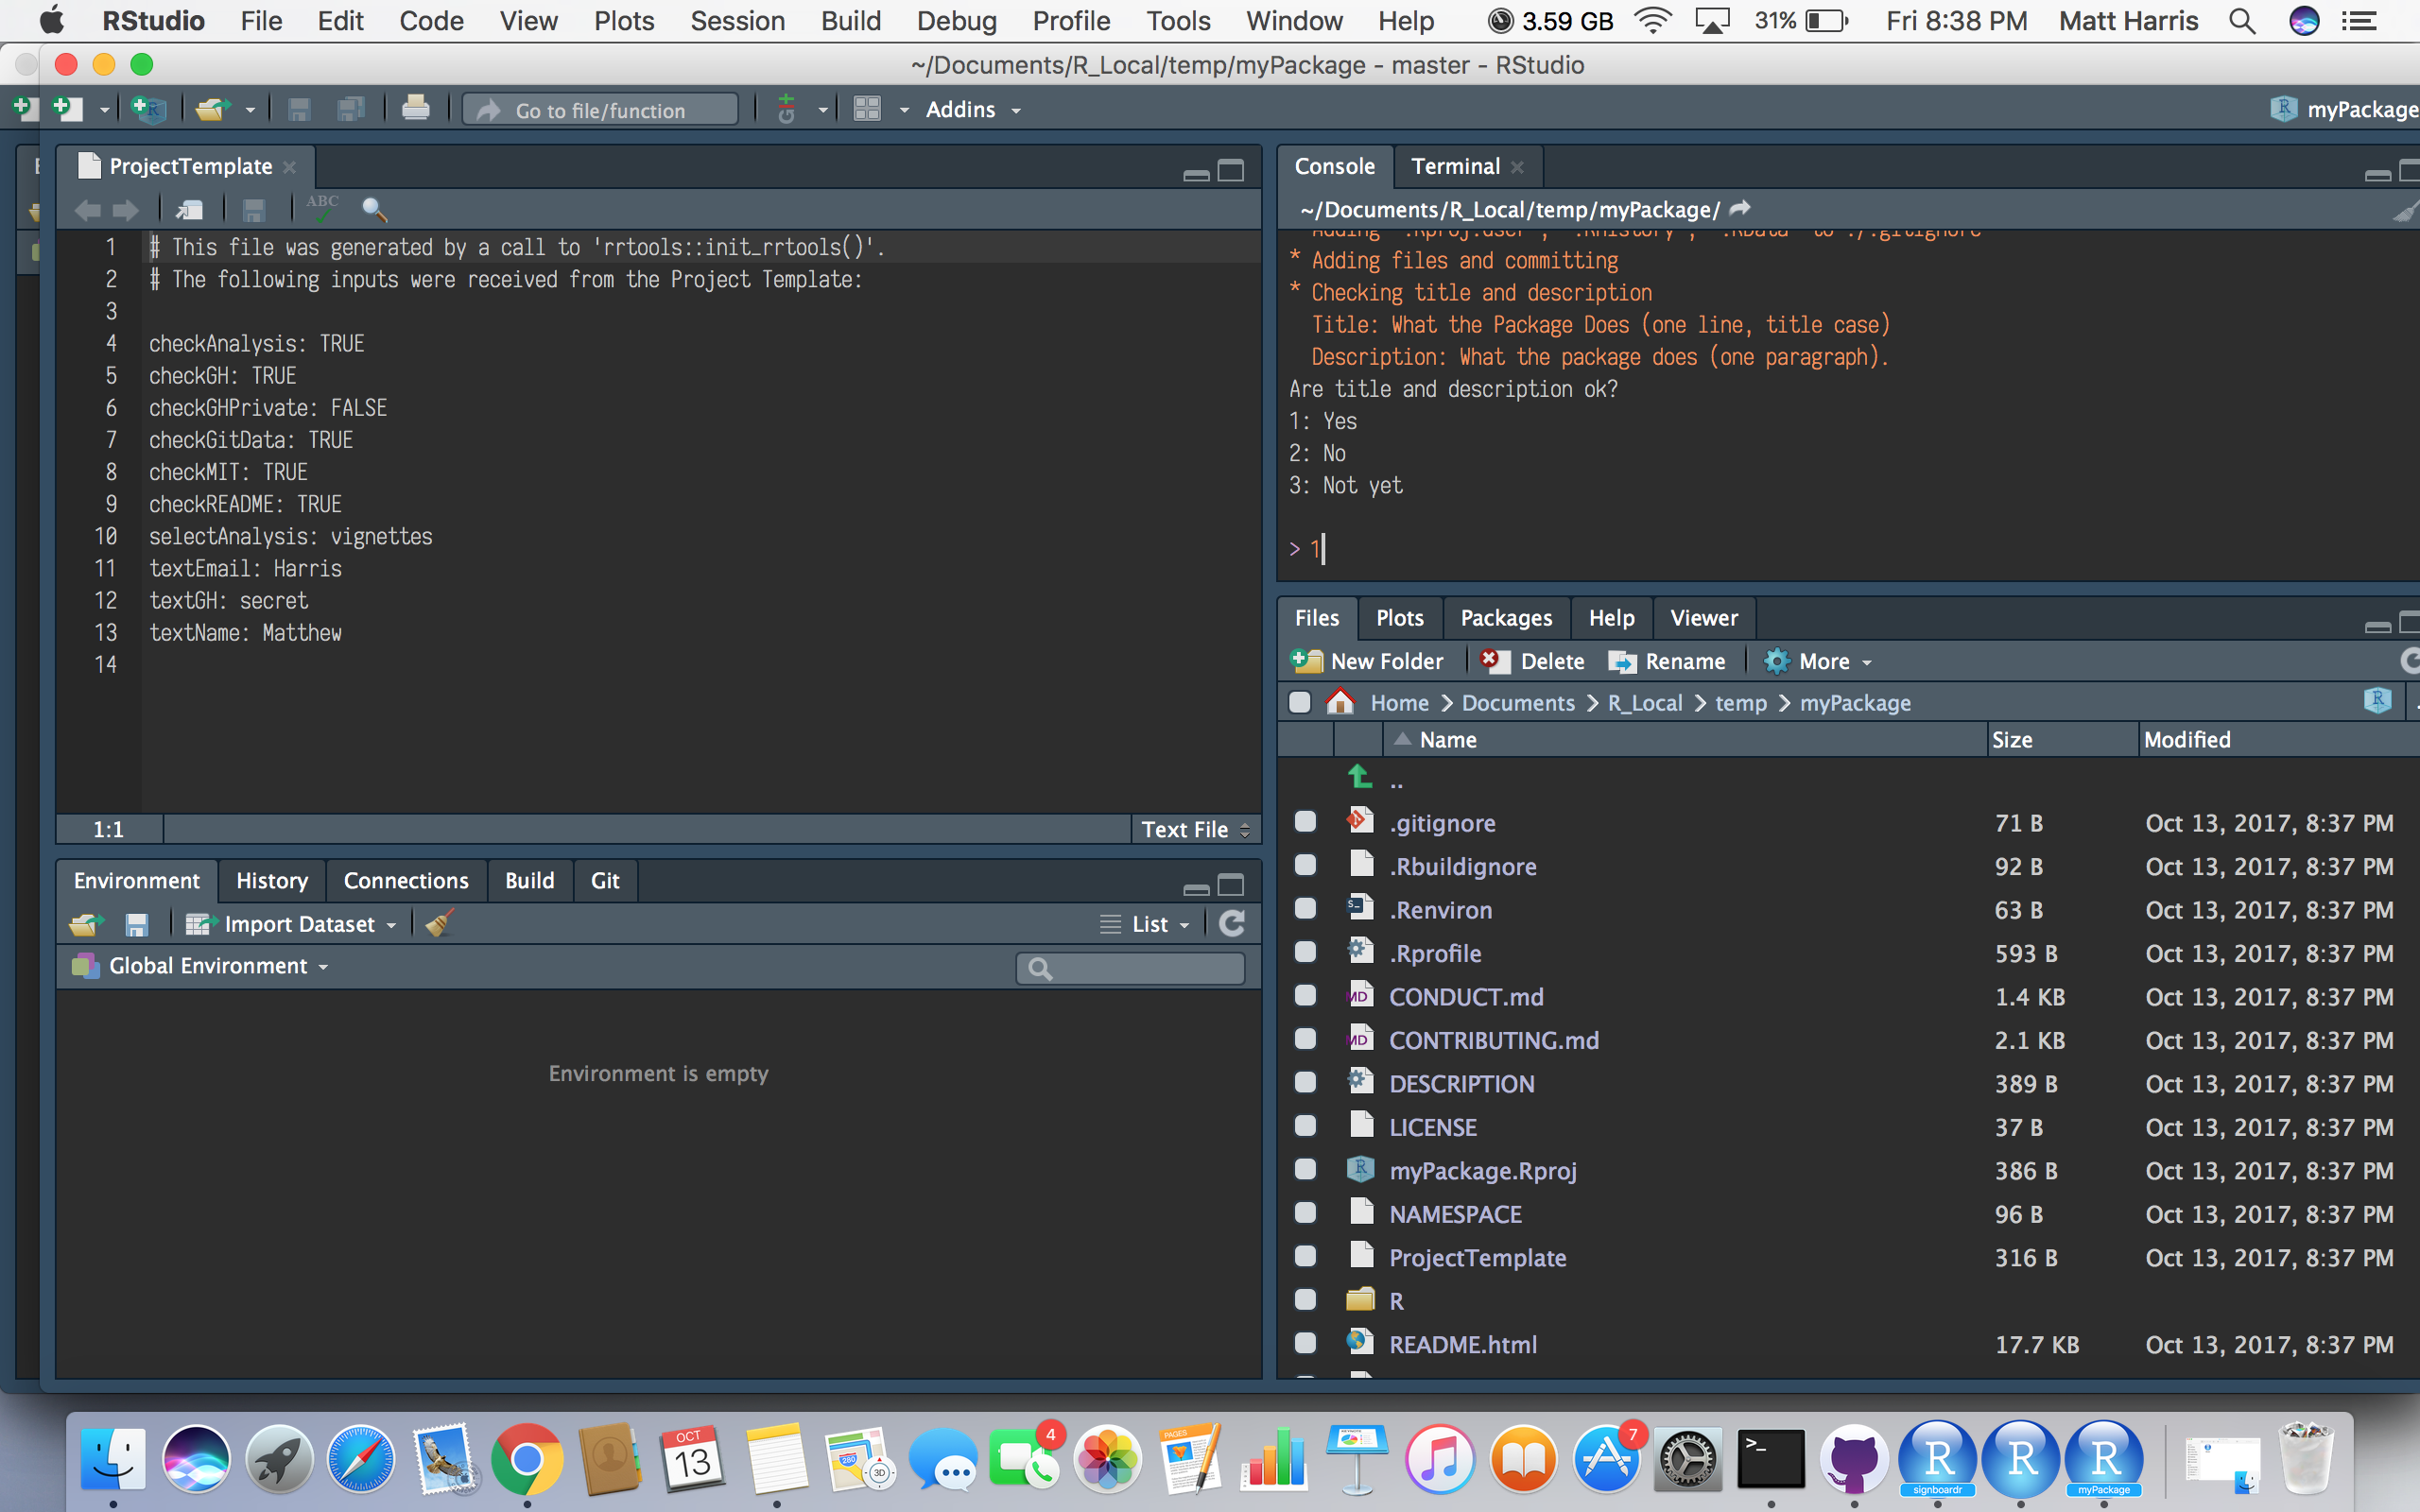 RStudio File Edit Code View Plots Session Build Debug Profile Tools Window Help 3.59 GB 31% Fri 8:38 PM Matt Harris
~/Documents/R_Local/temp/myPackage - master - RStudio
Go to file/function Addins myPackage
ProjectTemplate
ABC
1 # This file was generated by a call to 'rrtools::init_rrtools()'.
2 # The following inputs were received from the Project Template:
3
4 checkAnalysis: TRUE
5 checkGH: TRUE
6 checkGHPrivate: FALSE
7 checkGitData: TRUE
8 checkMIT: TRUE
9 checkREADME: TRUE
10 selectAnalysis: vignettes
11 textEmail: Harris
12 textGH: secret
13 textName: Matthew
14
1:1 Text File
Environment History Connections Build Git
Import Dataset List
Global Environment
Environment is empty
Console Terminal
~/Documents/R_Local/temp/myPackage/
* Adding files and committing
* Checking title and description
Title: What the Package Does (one line, title case)
Description: What the package does (one paragraph).
Are title and description ok?
1: Yes
2: No
3: Not yet
> 1
Files Plots Packages Help Viewer
New Folder Delete Rename More
Home Documents R_Local temp myPackage
Name Size Modified
..
.gitignore 71 B Oct 13, 2017, 8:37 PM
.Rbuildignore 92 B Oct 13, 2017, 8:37 PM
.Renviron 63 B Oct 13, 2017, 8:37 PM
.Rprofile 593 B Oct 13, 2017, 8:37 PM
CONDUCT.md 1.4 KB Oct 13, 2017, 8:37 PM
CONTRIBUTING.md 2.1 KB Oct 13, 2017, 8:37 PM
DESCRIPTION 389 B Oct 13, 2017, 8:37 PM
LICENSE 37 B Oct 13, 2017, 8:37 PM
myPackage.Rproj 386 B Oct 13, 2017, 8:37 PM
NAMESPACE 96 B Oct 13, 2017, 8:37 PM
ProjectTemplate 316 B Oct 13, 2017, 8:37 PM
R
README.html 17.7 KB Oct 13, 2017, 8:37 PM
OCT
13
280
3D
4
PAGES
7
>_
R
signboardr
R
R
myPackage